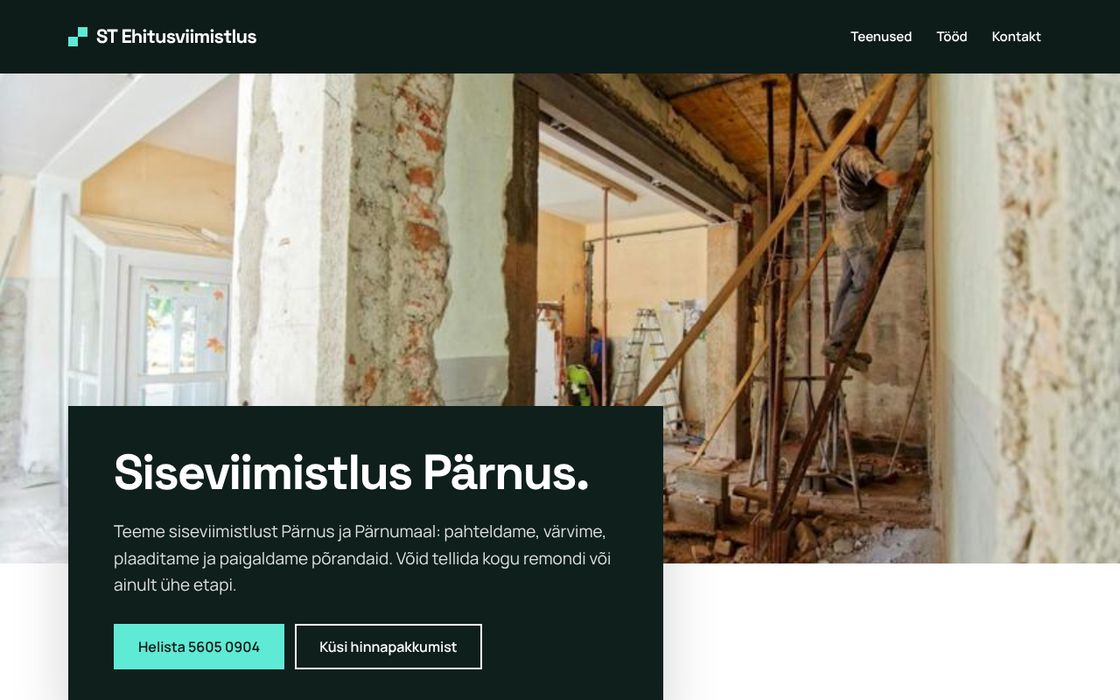 ST Ehitusviimistlus
Teenused Tööd Kontakt
Siseviimistlus Pärnus.
Teeme siseviimistlust Pärnus ja Pärnumaal: pahteldame, värvime,
plaaditame ja paigaldame põrandaid. Võid tellida kogu remondi või
ainult ühe etapi.
Helista 5605 0904 Küsi hinnapakkumist